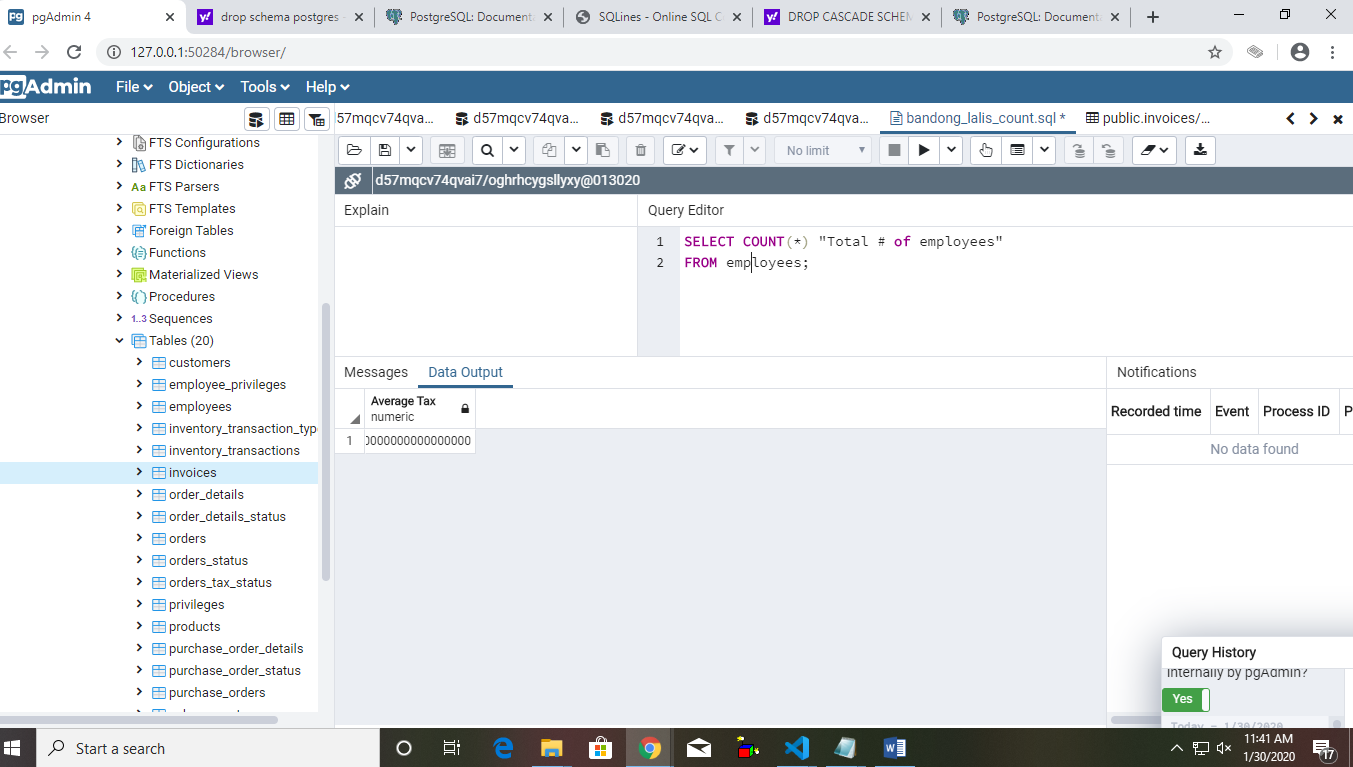 pgAdmin 4
drop schema postgres -
PostgreSQL: Documenta
SQLines - Online SQL C
DROP CASCADE SCHEM
PostgreSQL: Documenta
127.0.0.1:50284/browser/
pgAdmin File Object Tools Help
Browser
57mqcv74qva... d57mqcv74qva... d57mqcv74qva... d57mqcv74qva... bandong_lalis_count.sql * public.invoices/...
No limit
d57mqcv74qvai7/oghrhcygsllyxy@013020
FTS Configurations
FTS Dictionaries
Aa FTS Parsers
FTS Templates
Foreign Tables
Functions
Materialized Views
Procedures
1..3 Sequences
Tables (20)
customers
employee_privileges
employees
inventory_transaction_typ
inventory_transactions
invoices
order_details
order_details_status
orders
orders_status
orders_tax_status
privileges
products
purchase_order_details
purchase_order_status
purchase_orders
Explain
Query Editor
1 SELECT COUNT(*) "Total # of employees"
2 FROM employees;
Messages Data Output
Average Tax
numeric
1 0000000000000000
Notifications
Recorded time Event Process ID P
No data found
Query History
internally by pgAdmin?
Yes
Today - 1/30/2020
Start a search
11:41 AM
1/30/2020
17